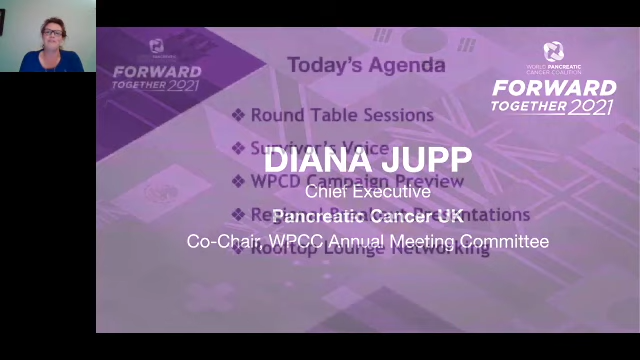 FORWARD
TOGETHER 2021
Today's Agenda
WORLD PANCREATIC
CANCER COALITION
FORWARD
TOGETHER 2021
❖ Round Table Sessions
❖ Survivor's Voice
DIANA JUPP
❖ WPCD Campaign Preview
Chief Executive
❖ Regional Presentations
Pancreatic Cancer UK
Co-Chair, WPCC Annual Meeting Committee
❖ Rooftop Lounge Networking